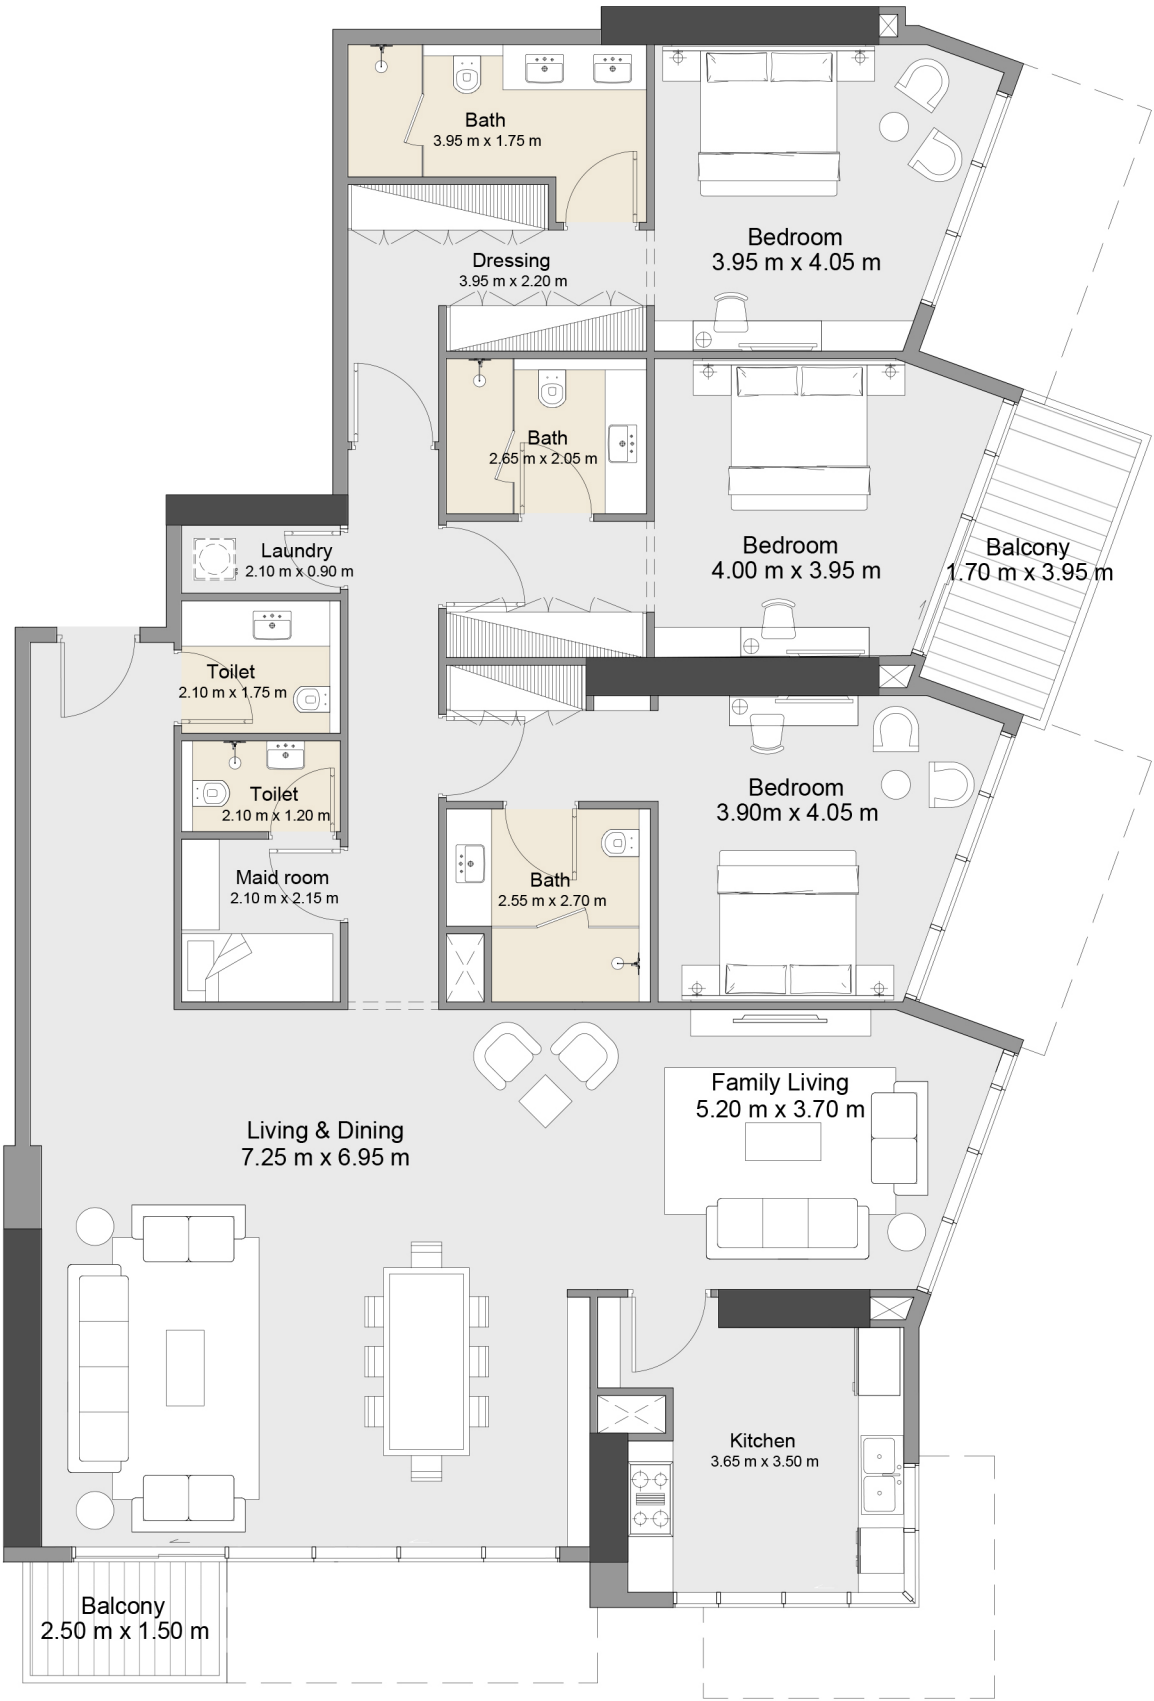 Bath
3.95 m x 1.75 m
Bedroom
3.95 m x 4.05 m
Dressing
3.95 m x 2.20 m
Bath
2.65 m x 2.05 m
Bedroom
4.00 m x 3.95 m
Balcony
1.70 m x 3.95 m
Laundry
2.10 m x 0.90 m
Toilet
2.10 m x 1.75 m
Toilet
2.10 m x 1.20 m
Bedroom
3.90m x 4.05 m
Maid room
2.10 m x 2.15 m
Bath
2.55 m x 2.70 m
Family Living
5.20 m x 3.70 m
Living & Dining
7.25 m x 6.95 m
Kitchen
3.65 m x 3.50 m
Balcony
2.50 m x 1.50 m